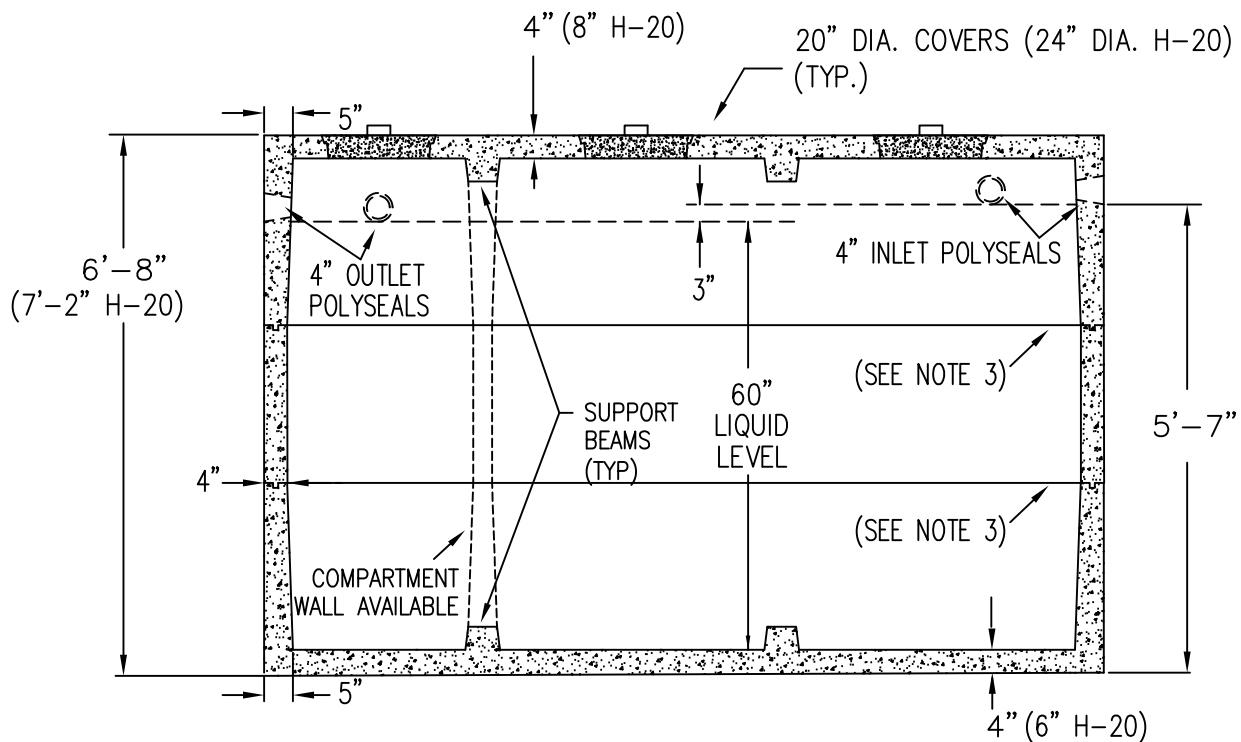 4” (8” H-20)
20” DIA. COVERS (24” DIA. H-20)
(TYP.)
5”
6’-8”
(7’-2” H-20)
4” OUTLET
POLYSEALS
3”
4” INLET POLYSEALS
(SEE NOTE 3)
60”
LIQUID
LEVEL
5’-7”
SUPPORT
BEAMS
(TYP)
4”
(SEE NOTE 3)
COMPARTMENT
WALL AVAILABLE
5”
4” (6” H-20)